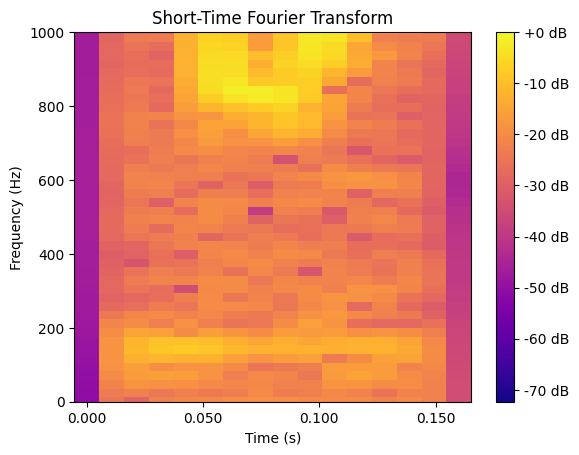 Short-Time Fourier Transform
Frequency (Hz)
1000
800
600
400
200
0
0.000
0.050
0.100
0.150
Time (s)
+0 dB
-10 dB
-20 dB
-30 dB
-40 dB
-50 dB
-60 dB
-70 dB